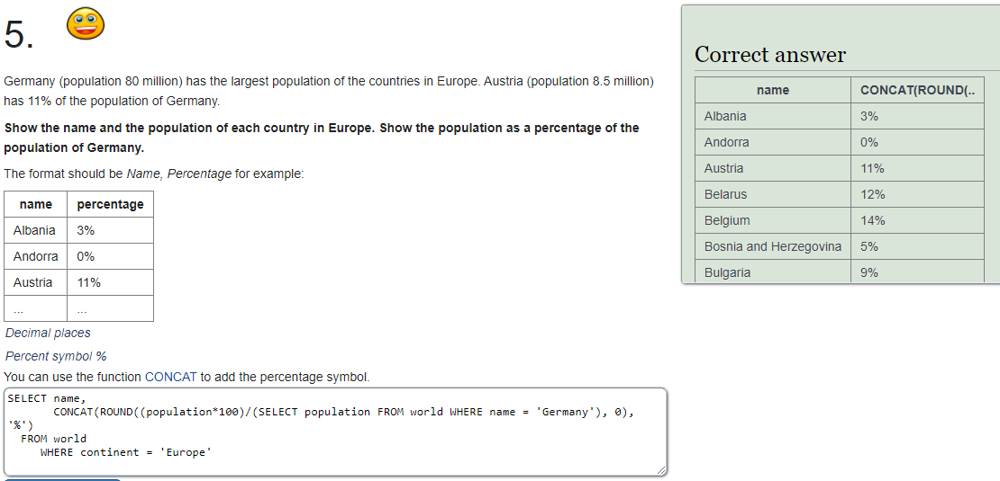 5.
Germany (population 80 million) has the largest population of the countries in Europe. Austria (population 8.5 million)
has 11% of the population of Germany.
Show the name and the population of each country in Europe. Show the population as a percentage of the
population of Germany.
The format should be Name, Percentage for example:
name percentage
Albania 3%
Andorra 0%
Austria 11%
... ...
Decimal places
Percent symbol %
You can use the function CONCAT to add the percentage symbol.
SELECT name,
CONCAT(ROUND((population*100)/(SELECT population FROM world WHERE name = 'Germany'), 0),
'%')
FROM world
WHERE continent = 'Europe'
Correct answer
name CONCAT(ROUND(..
Albania 3%
Andorra 0%
Austria 11%
Belarus 12%
Belgium 14%
Bosnia and Herzegovina 5%
Bulgaria 9%